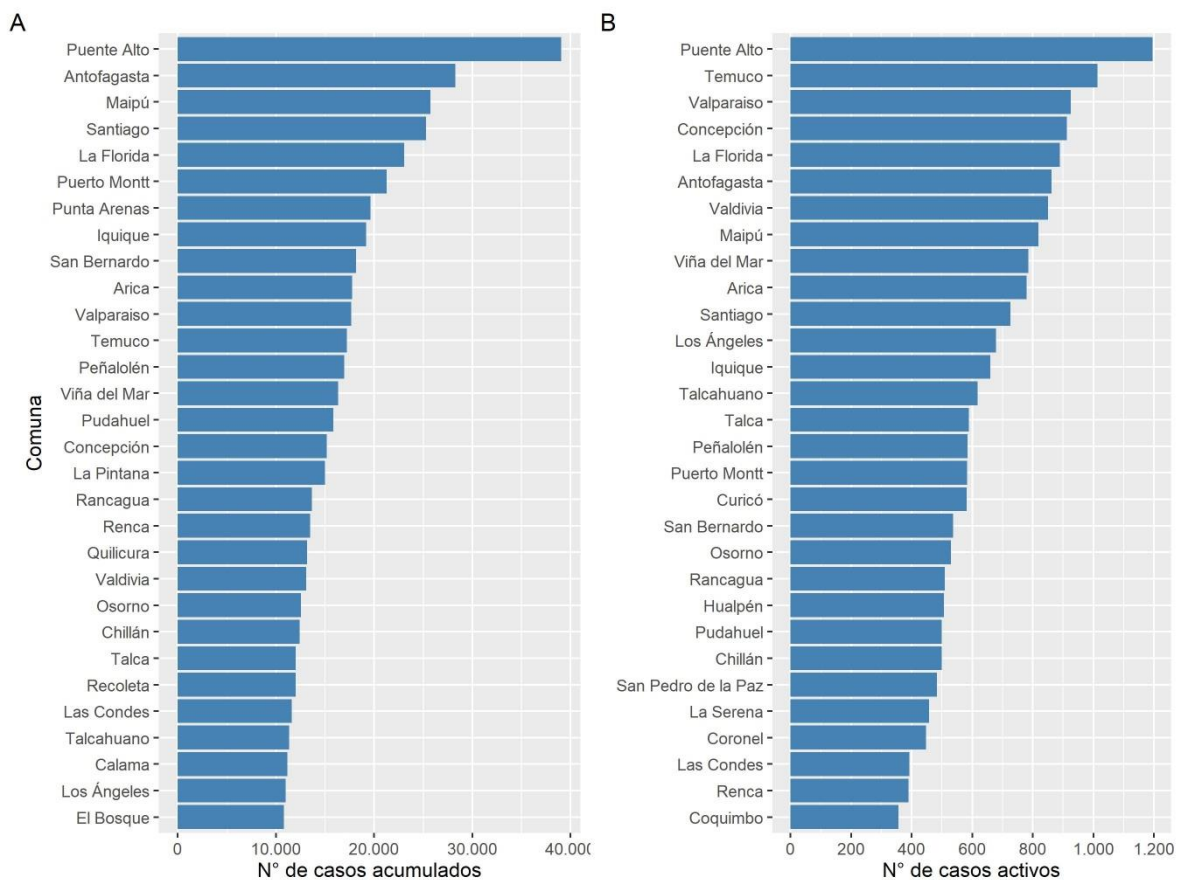 A
Puente Alto
Antofagasta
Maipú
Santiago
La Florida
Puerto Montt
Punta Arenas
Iquique
San Bernardo
Arica
Valparaiso
Temuco
Peñalolén
Viña del Mar
Pudahuel
Concepción
La Pintana
Rancagua
Renca
Quilicura
Valdivia
Osorno
Chillán
Talca
Recoleta
Las Condes
Talcahuano
Calama
Los Ángeles
El Bosque
Comuna
0 10.000 20.000 30.000 40.000
N° de casos acumulados
B
Puente Alto
Temuco
Valparaiso
Concepción
La Florida
Antofagasta
Valdivia
Maipú
Viña del Mar
Arica
Santiago
Los Ángeles
Iquique
Talcahuano
Talca
Peñalolén
Puerto Montt
Curicó
San Bernardo
Osorno
Rancagua
Hualpén
Pudahuel
Chillán
San Pedro de la Paz
La Serena
Coronel
Las Condes
Renca
Coquimbo
0 200 400 600 800 1.000 1.200
N° de casos activos